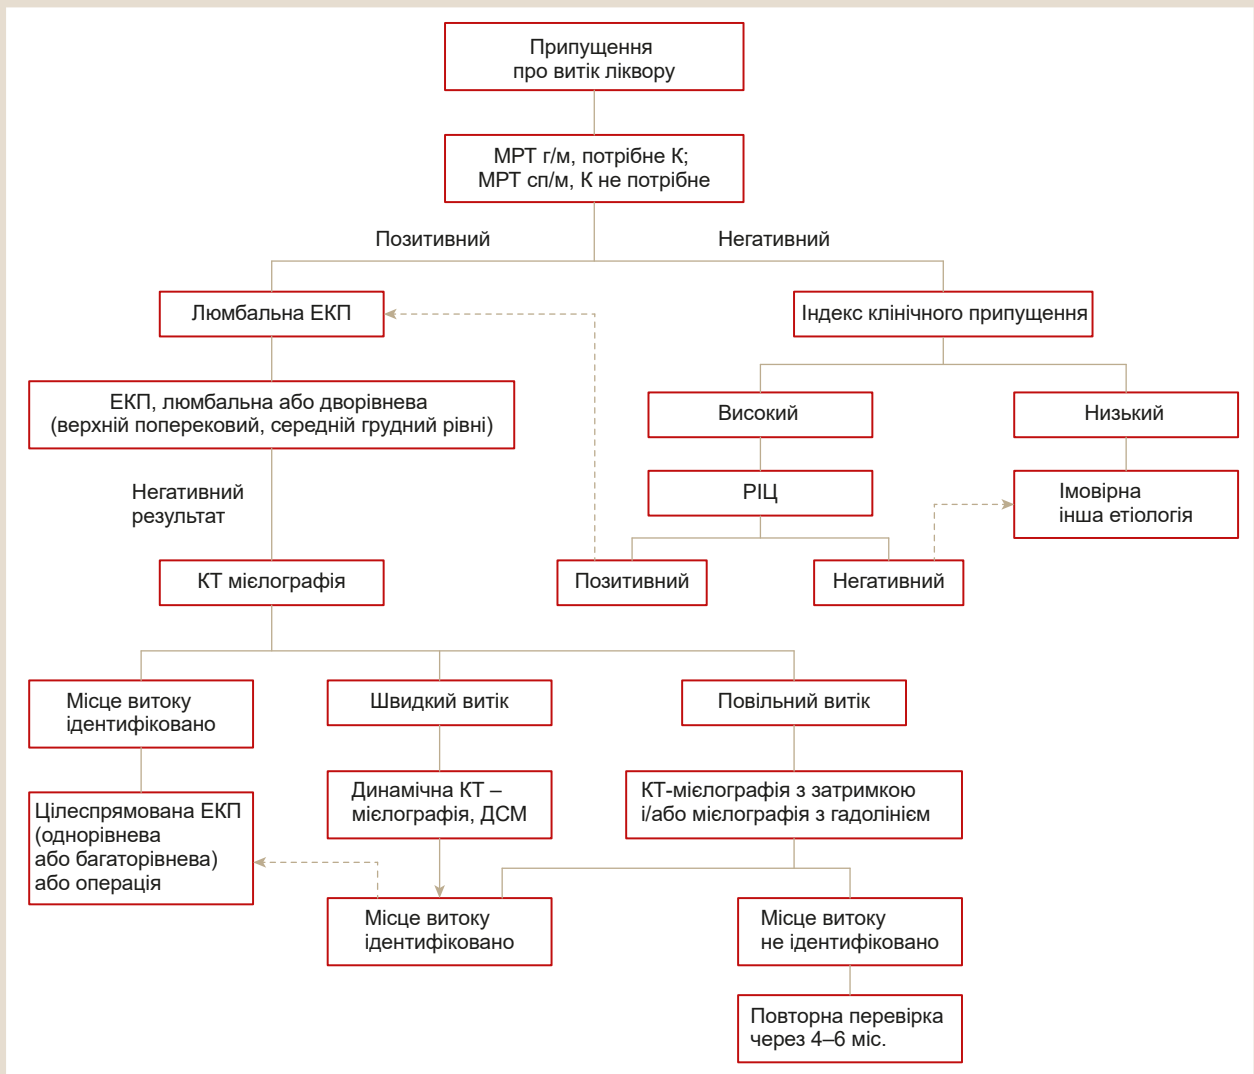 Припущення
про витік ліквору
МРТ г/м, потрібне К;
МРТ сп/м, К не потрібне
Позитивний
Негативний
Люмбальна ЕКП
Індекс клінічного припущення
ЕКП, люмбальна або дворівнева
(верхній поперековий, середній грудний рівні)
Високий
Низький
Негативний
результат
РІЦ
Імовірна
інша етіологія
КТ мієлографія
Позитивний
Негативний
Місце витоку
ідентифіковано
Швидкий витік
Повільний витік
Цілеспрямована ЕКП
(однорівнева
або багаторівнева)
або операція
Динамічна КТ –
мієлографія, ДСМ
КТ-мієлографія з затримкою
і/або мієлографія з гадолінієм
Місце витоку
ідентифіковано
Місце витоку
не ідентифіковано
Повторна перевірка
через 4–6 міс.